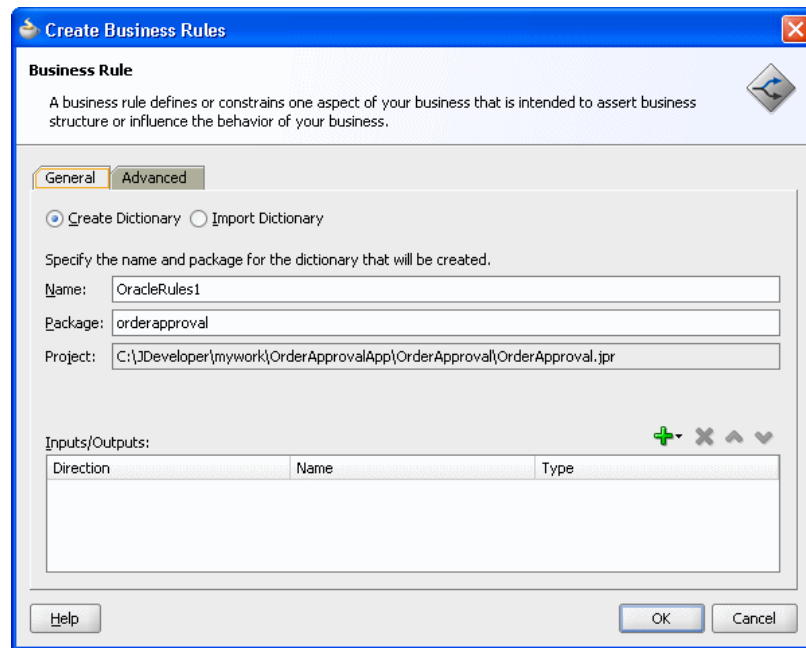 Create Business Rules
Business Rule
A business rule defines or constrains one aspect of your business that is intended to assert business
structure or influence the behavior of your business.
General Advanced
Create Dictionary Import Dictionary
Specify the name and package for the dictionary that will be created.
Name: OracleRules1
Package: orderapproval
Project: C:\JDeveloper\mywork\OrderApprovalApp\OrderApproval\OrderApproval.jpr
Inputs/Outputs:
Direction Name Type
Help OK Cancel